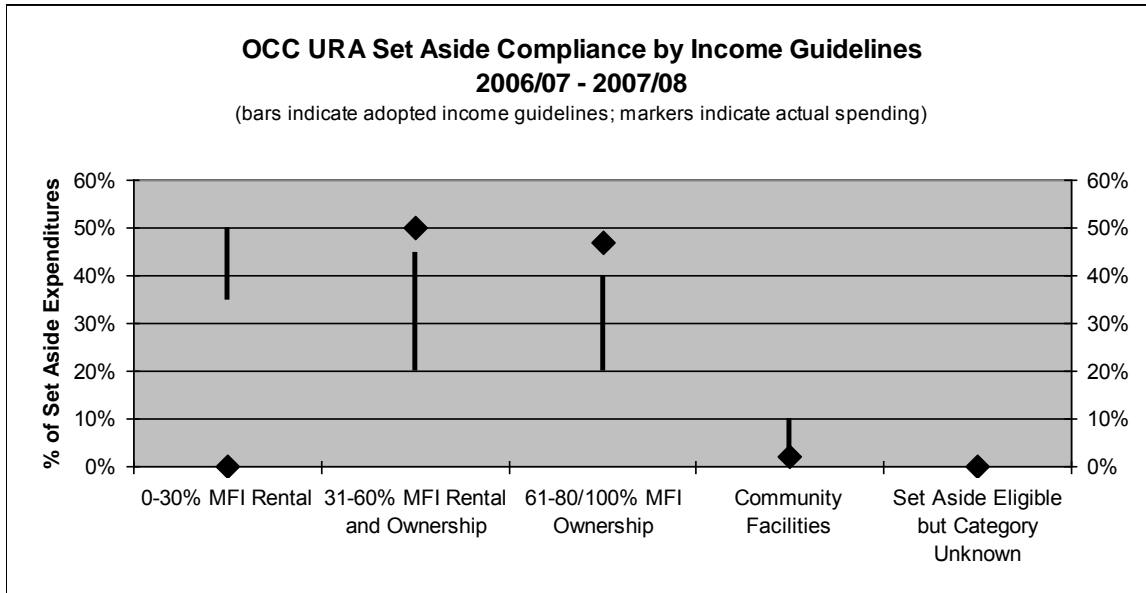 OCC URA Set Aside Compliance by Income Guidelines
2006/07 - 2007/08
(bars indicate adopted income guidelines; markers indicate actual spending)
% of Set Aside Expenditures
60%
50%
40%
30%
20%
10%
0%
60%
50%
40%
30%
20%
10%
0%
0-30% MFI Rental
31-60% MFI Rental
and Ownership
61-80/100% MFI
Ownership
Community
Facilities
Set Aside Eligible
but Category
Unknown